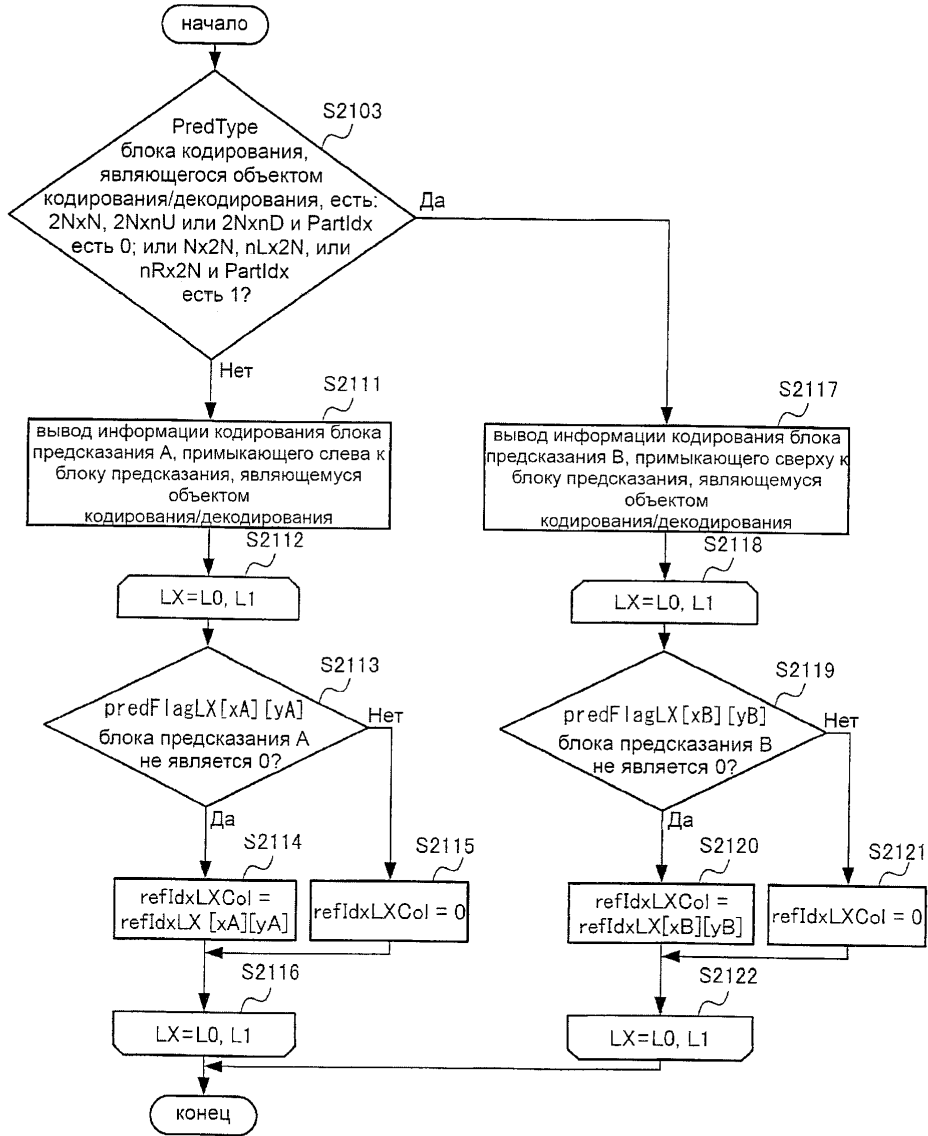 начало
S2103
PredType
блока кодирования,
являющегося объектом
кодирования/декодирования, есть:
2NxN, 2NxnU или 2NxnD и PartIdx
есть 0; или Nx2N, nLx2N, или
nRx2N и PartIdx
есть 1?
Да
Нет
S2111
вывод информации кодирования блока
предсказания A, примыкающего слева к
блоку предсказания, являющемуся
объектом
кодирования/декодирования
S2117
вывод информации кодирования блока
предсказания B, примыкающего сверху к
блоку предсказания, являющемуся
объектом
кодирования/декодирования
S2112
LX=L0, L1
S2118
LX=L0, L1
S2113
predFlagLX[xA][yA]
блока предсказания A
не является 0?
Нет
Да
S2119
predFlagLX[xB][yB]
блока предсказания B
не является 0?
Нет
Да
S2114
refIdxLXCol =
refIdxLX [xA][yA]
S2115
refIdxLXCol = 0
S2120
refIdxLXCol =
refIdxLX[xB][yB]
S2121
refIdxLXCol = 0
S2116
LX=L0, L1
S2122
LX=L0, L1
конец